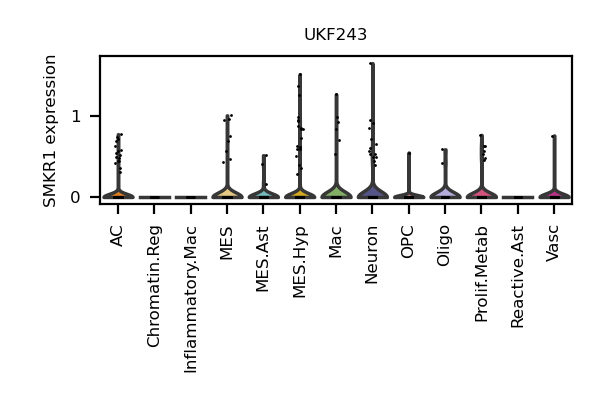 UKF243
SMKR1 expression
1
0
AC
Chromatin.Reg
Inflammatory.Mac
MES
MES.Ast
MES.Hyp
Mac
Neuron
OPC
Oligo
Prolif.Metab
Reactive.Ast
Vasc